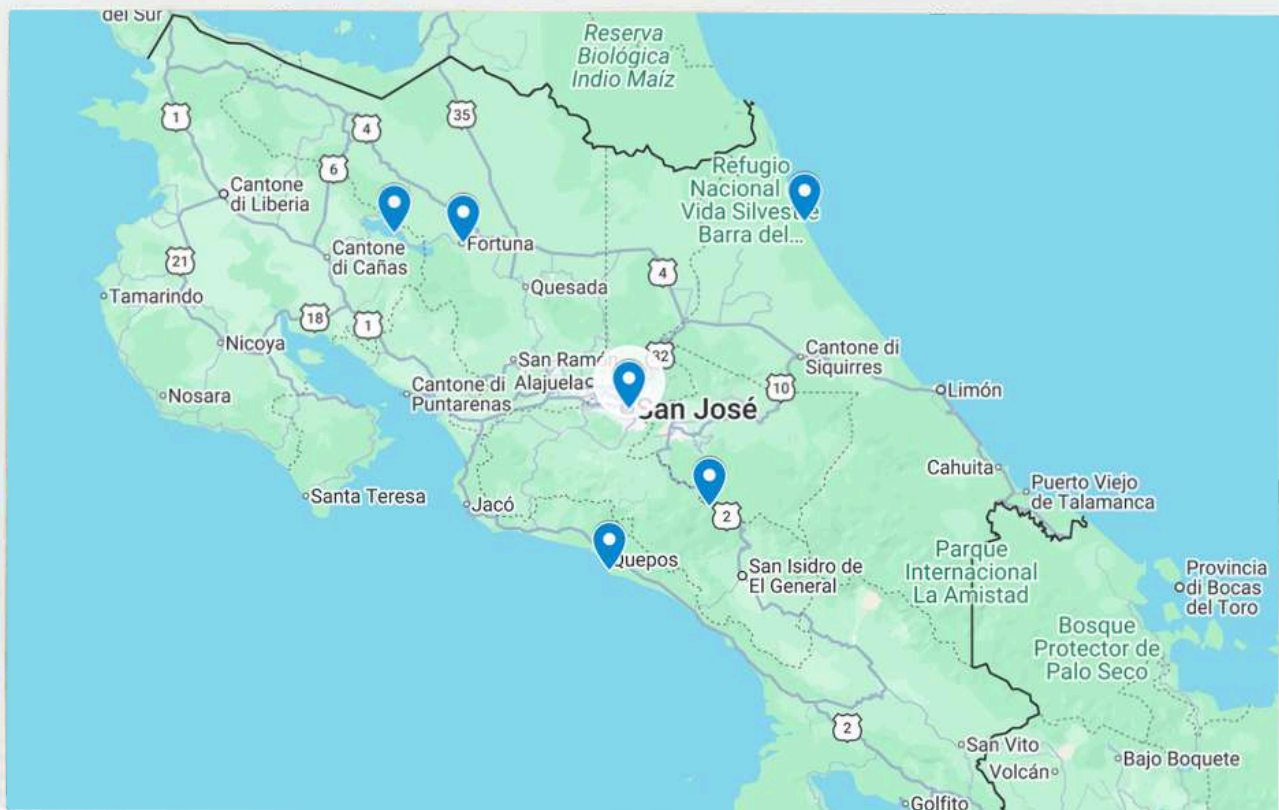 del Sur
Reserva
Biológica
Indio Maíz
1
35
4
6
Refugio
Nacional
Vida Silvestre
Barra del...
Cantone
di Liberia
Fortuna
Cantone
di Cañas
21
4
Quesada
Tamarindo
18
1
Nicoya
San Ramón
32
Cantone di
Siquirres
Alajuela
10
Nosara
Cantone di
Puntarenas
San José
Limón
Cahuita
Puerto Viejo
de Talamanca
Santa Teresa
Jacó
2
Quepos
San Isidro de
El General
Parque
Internacional
La Amistad
Provincia
di Bocas
del Toro
Bosque
Protector de
Palo Seco
2
San Vito
Volcán
Bajo Boquete
Golfito